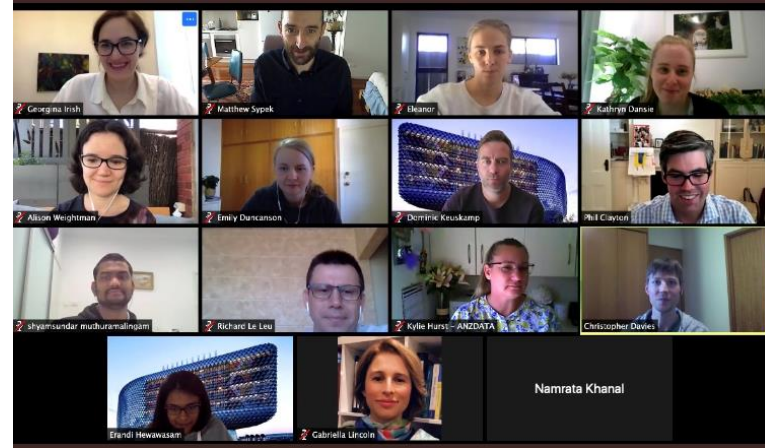 Georgina Irish
Matthew Sypek
Eleanor
Kathryn Dansie
Alison Weightman
Emily Duncanson
Dominic Keuskamp
Phil Clayton
shyamsundar muthuramalingam
Richard Le Leu
Kylie Hurst - ANZDATA
Christopher Davies
Erandi Hewawasam
Gabriella Lincoln
Namrata Khanal